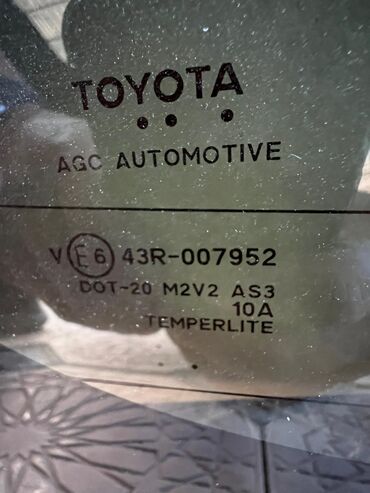 TOYOTA
AGC AUTOMOTIVE
V E6 43R-007952
DOT-20 M2V2 AS3
10A
TEMPERLITE